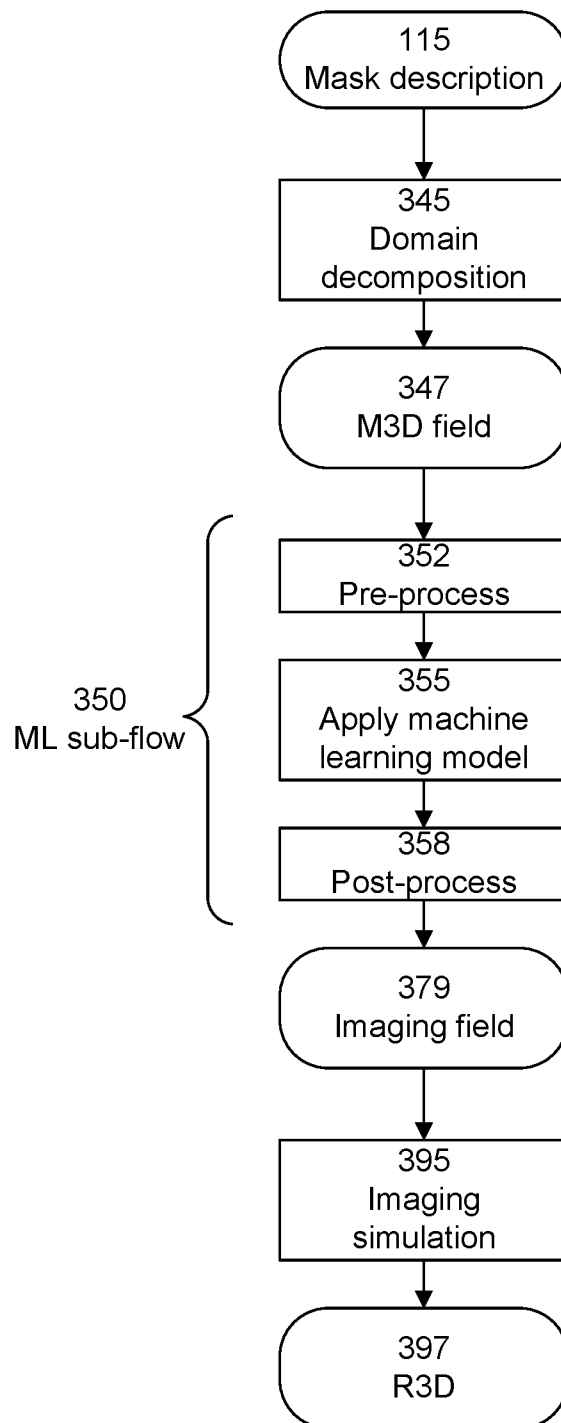 115
Mask description
345
Domain
decomposition
347
M3D field
352
Pre-process
350
ML sub-flow
355
Apply machine
learning model
358
Post-process
379
Imaging field
395
Imaging
simulation
397
R3D